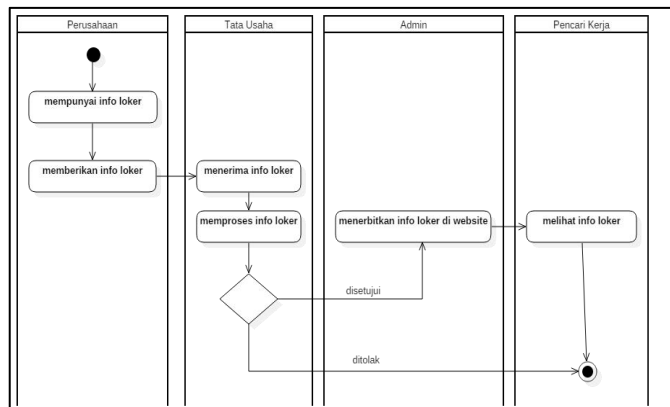 Perusahaan
Tata Usaha
Admin
Pencari Kerja
mempunyai info loker
memberikan info loker
menerima info loker
memproses info loker
menerbitkan info loker di website
melihat info loker
disetujui
ditolak